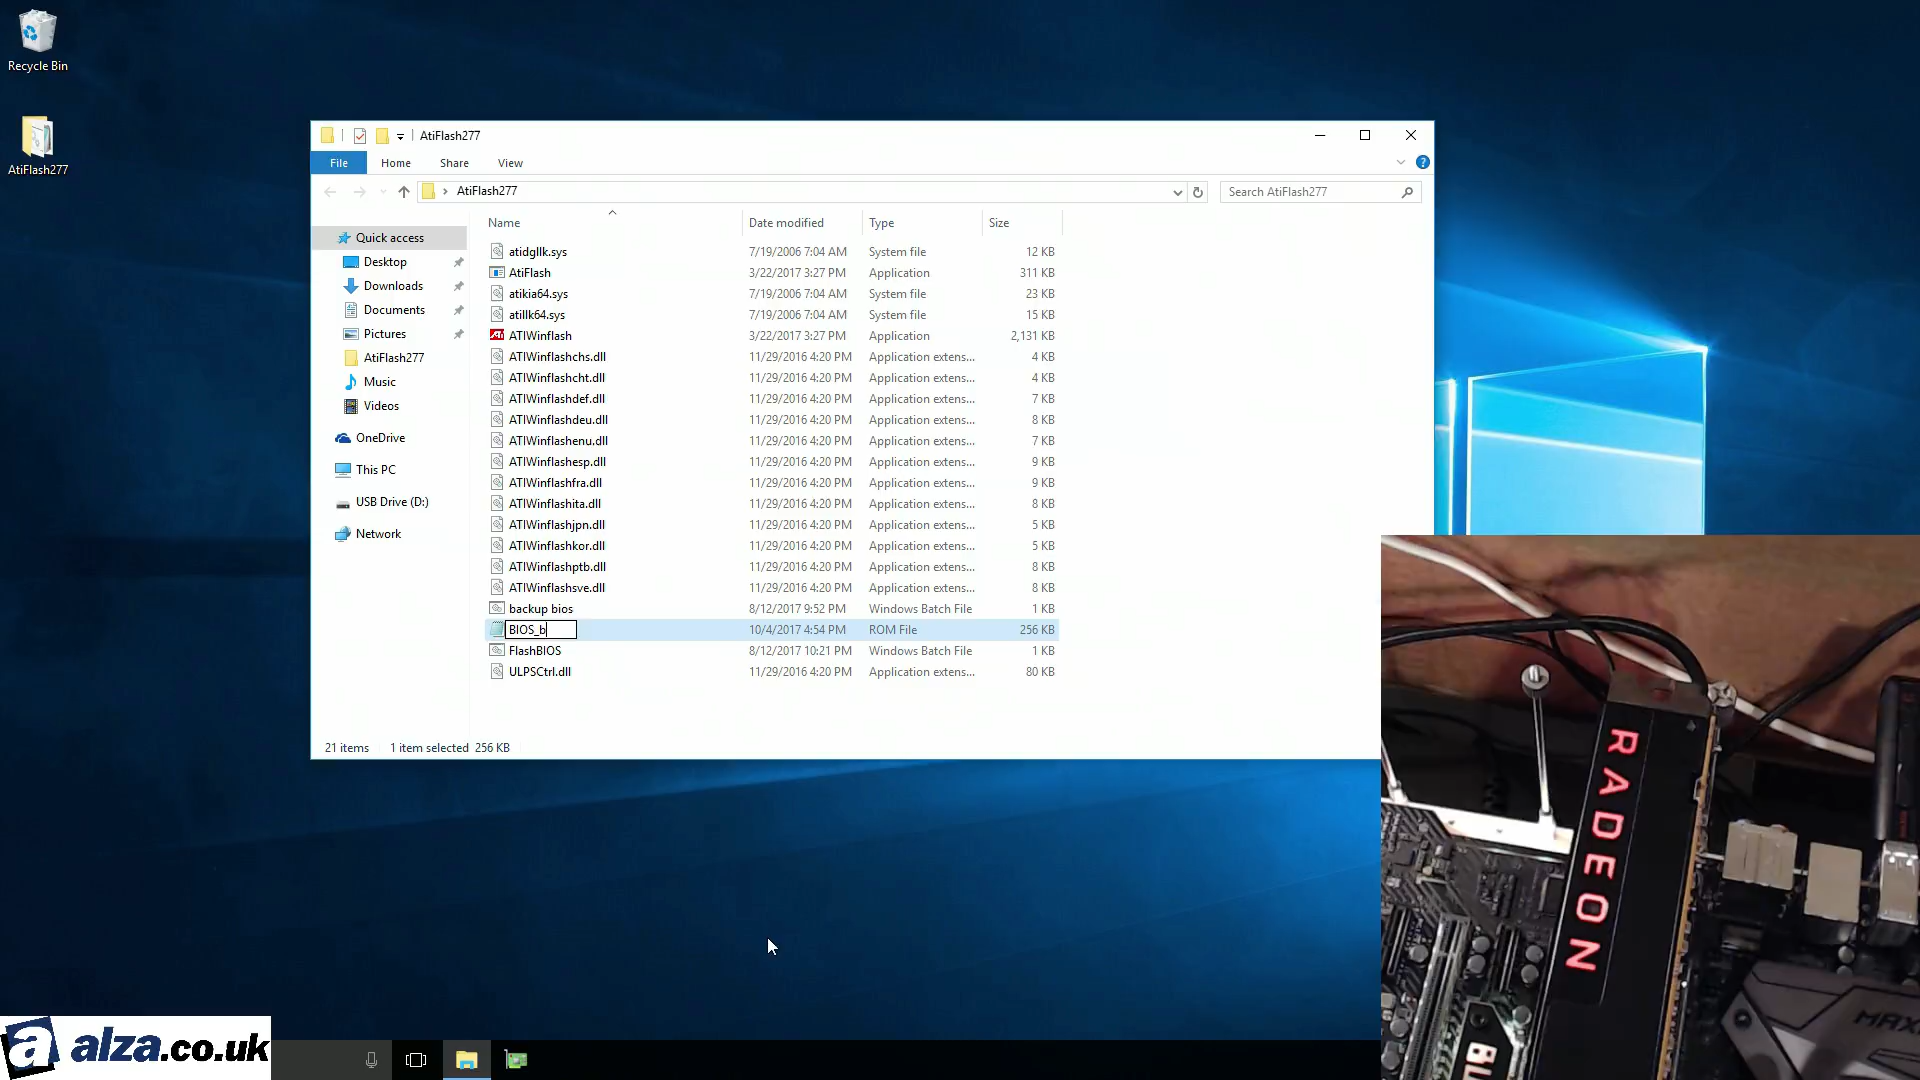 Recycle Bin
AtiFlash277
AtiFlash277
File Home Share View
AtiFlash277
Search AtiFlash277
Name Date modified Type Size
Quick access
Desktop
Downloads
Documents
Pictures
AtiFlash277
Music
Videos
OneDrive
This PC
USB Drive (D:)
Network
atidgllk.sys 7/19/2006 7:04 AM System file 12 KB
AtiFlash 3/22/2017 3:27 PM Application 311 KB
atikia64.sys 7/19/2006 7:04 AM System file 23 KB
atillk64.sys 7/19/2006 7:04 AM System file 15 KB
ATI ATIWinflash 3/22/2017 3:27 PM Application 2,131 KB
ATIWinflashchs.dll 11/29/2016 4:20 PM Application extens... 4 KB
ATIWinflashcht.dll 11/29/2016 4:20 PM Application extens... 4 KB
ATIWinflashdef.dll 11/29/2016 4:20 PM Application extens... 7 KB
ATIWinflashdeu.dll 11/29/2016 4:20 PM Application extens... 8 KB
ATIWinflashenu.dll 11/29/2016 4:20 PM Application extens... 7 KB
ATIWinflashesp.dll 11/29/2016 4:20 PM Application extens... 9 KB
ATIWinflashfra.dll 11/29/2016 4:20 PM Application extens... 9 KB
ATIWinflashita.dll 11/29/2016 4:20 PM Application extens... 8 KB
ATIWinflashjpn.dll 11/29/2016 4:20 PM Application extens... 5 KB
ATIWinflashkor.dll 11/29/2016 4:20 PM Application extens... 5 KB
ATIWinflashptb.dll 11/29/2016 4:20 PM Application extens... 8 KB
ATIWinflashsve.dll 11/29/2016 4:20 PM Application extens... 8 KB
backup bios 8/12/2017 9:52 PM Windows Batch File 1 KB
BIOS_b 10/4/2017 4:54 PM ROM File 256 KB
FlashBIOS 8/12/2017 10:21 PM Windows Batch File 1 KB
ULPSCtrl.dll 11/29/2016 4:20 PM Application extens... 80 KB
21 items 1 item selected 256 KB
RADEON
a alza.co.uk